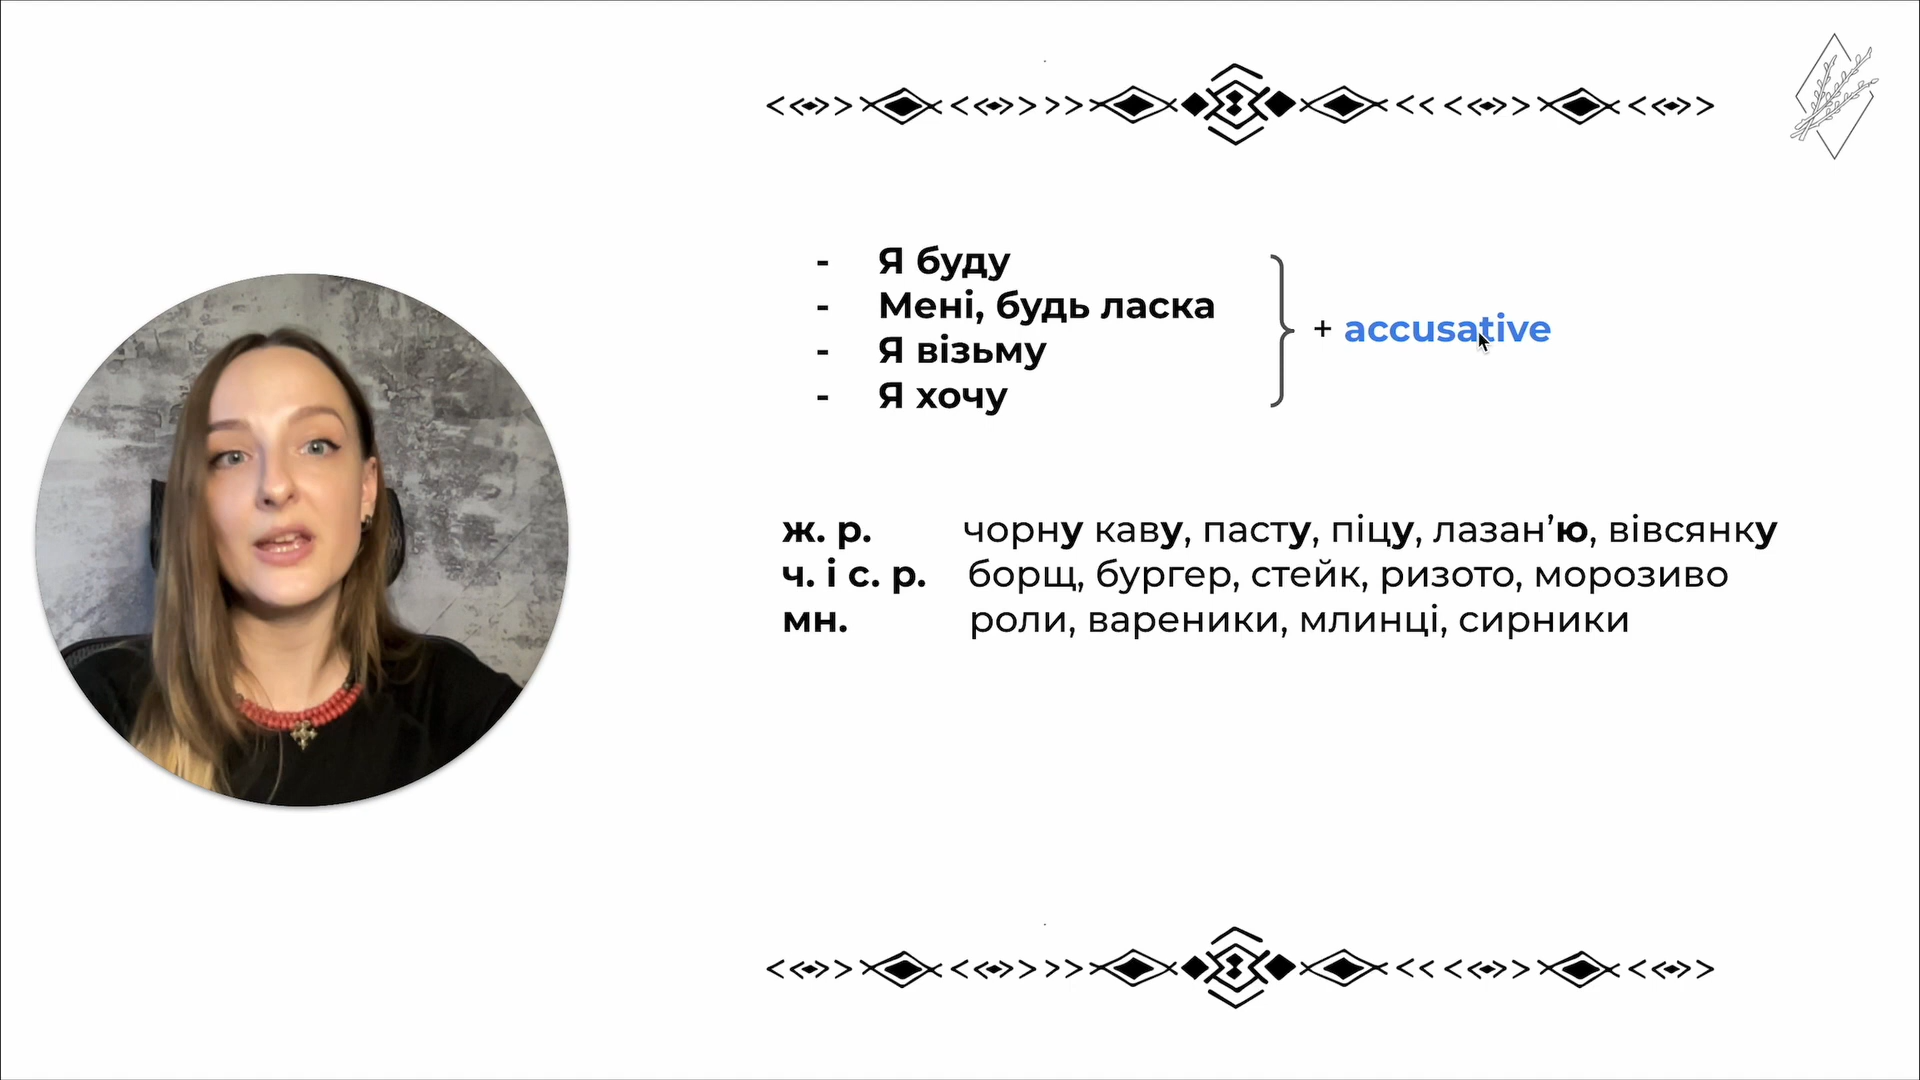 - Я буду
- Мені, будь ласка
- Я візьму
- Я хочу
+ accusative
ж. р. чорну каву, пасту, піцу, лазан’ю, вівсянку
ч. і с. р. борщ, бургер, стейк, ризото, морозиво
мн. роли, вареники, млинці, сирники